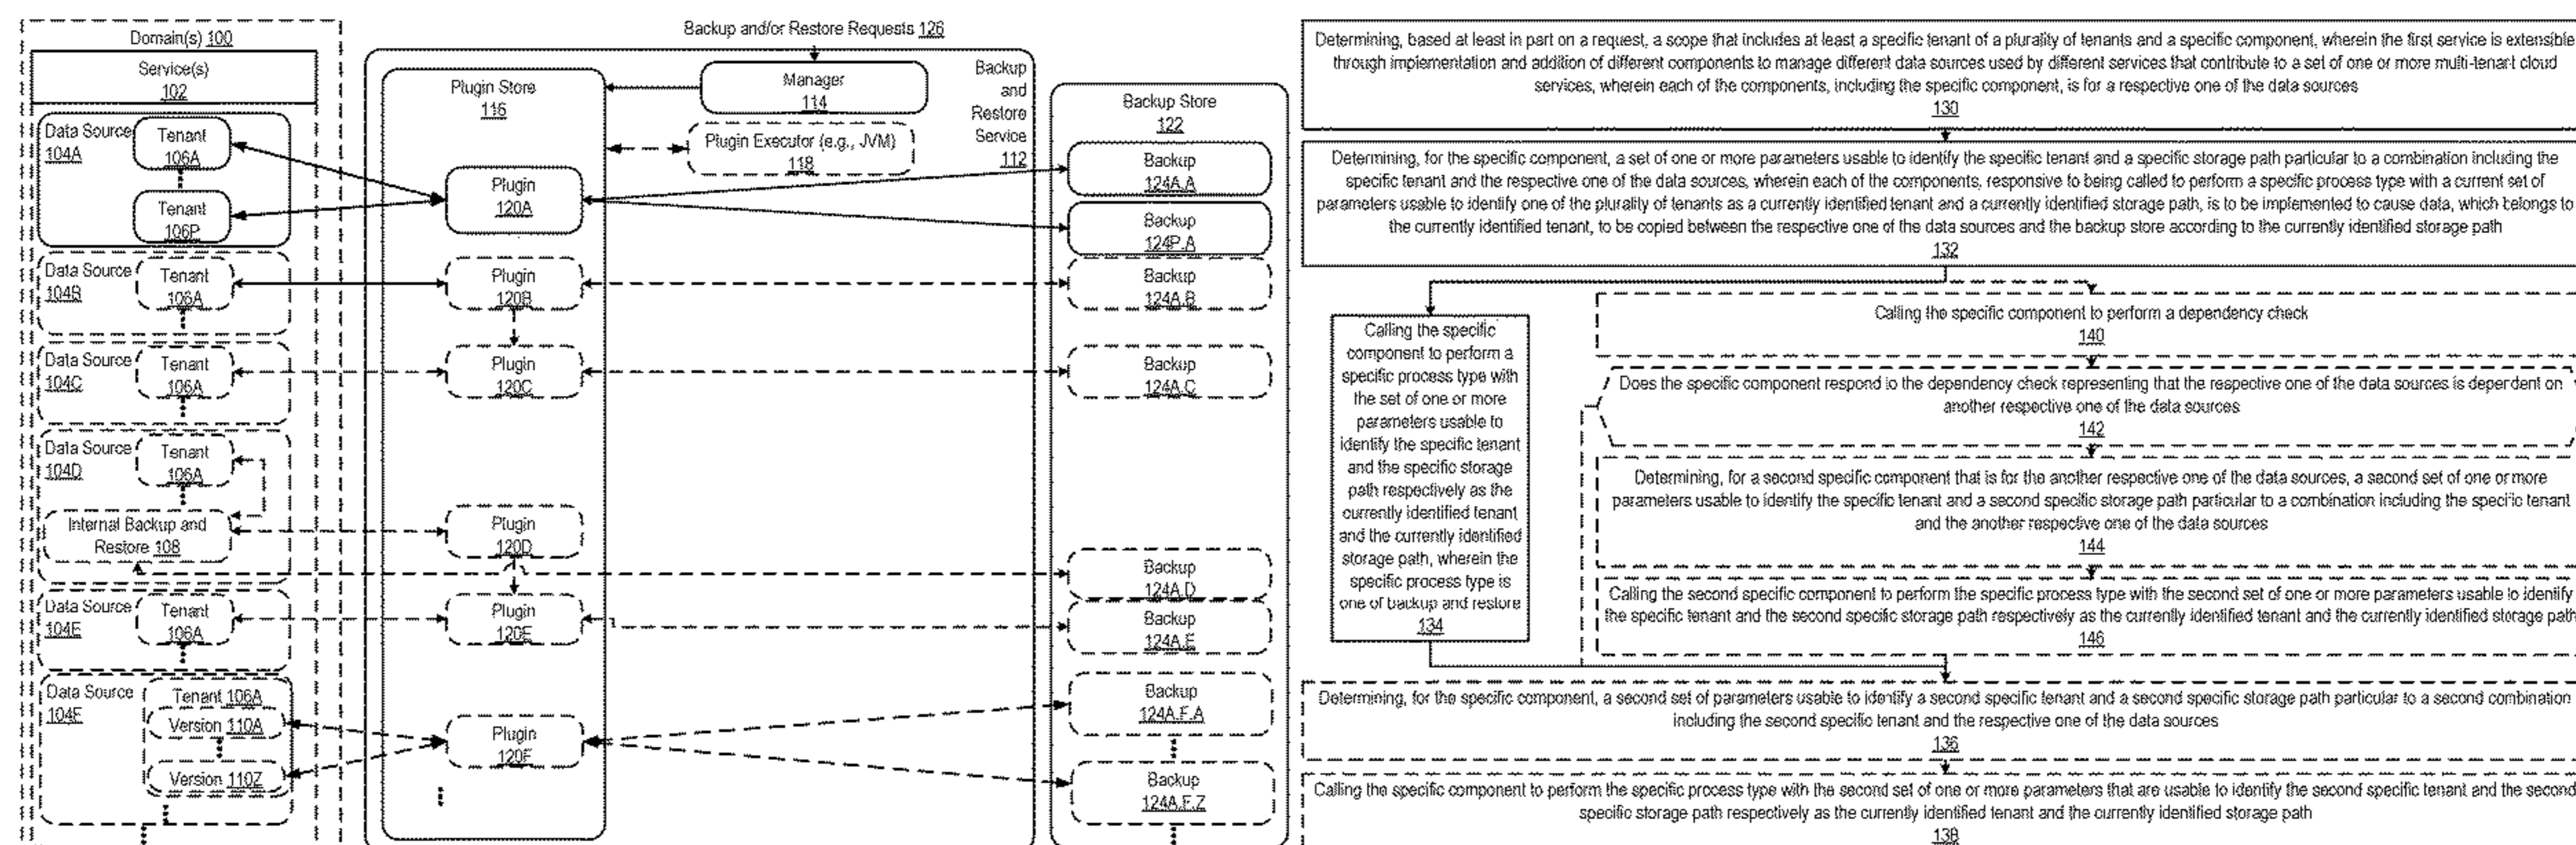 Domain(s) 100
Service(s)
102
Data Source
104A
Tenant
106A
Tenant
106P
Data Source
104B
Tenant
106A
Data Source
104C
Tenant
106A
Data Source
104D
Tenant
106A
Internal Backup and
Restore 108
Data Source
104E
Tenant
106A
Data Source
104F
Tenant 106A
Version 110A
Version 110Z
Backup and/or Restore Requests 126
Plugin Store
116
Manager
114
Backup
and
Restore
Service
112
Plugin Executor (e.g., JVM)
118
Plugin
120A
Plugin
120B
Plugin
120C
Plugin
120D
Plugin
120E
Plugin
120F
Backup Store
122
Backup
124A.A
Backup
124P.A
Backup
124A.B
Backup
124A.C
Backup
124A.D
Backup
124A.E
Backup
124A.F.A
Backup
124A.F.Z
Determining, based at least in part on a request, a scope that includes at least a specific tenant of a plurality of tenants and a specific component, wherein the first service is extensible
through implementation and addition of different components to manage different data sources used by different services that contribute to a set of one or more multi-tenant cloud
services, wherein each of the components, including the specific component, is for a respective one of the data sources
130
Determining, for the specific component, a set of one or more parameters usable to identify the specific tenant and a specific storage path particular to a combination including the
specific tenant and the respective one of the data sources, wherein each of the components, responsive to being called to perform a specific process type with a current set of
parameters usable to identify one of the plurality of tenants as a currently identified tenant and a currently identified storage path, is to be implemented to cause data, which belongs to
the currently identified tenant, to be copied between the respective one of the data sources and the backup store according to the currently identified storage path
132
Calling the specific
component to perform a
specific process type with
the set of one or more
parameters usable to
identify the specific tenant
and the specific storage
path respectively as the
currently identified tenant
and the currently identified
storage path, wherein the
specific process type is
one of backup and restore
134
Calling the specific component to perform a dependency check
140
Does the specific component respond to the dependency check representing that the respective one of the data sources is dependent on
another respective one of the data sources
142
Determining, for a second specific component that is for the another respective one of the data sources, a second set of one or more
parameters usable to identify the specific tenant and a second specific storage path particular to a combination including the specific tenant
and the another respective one of the data sources
144
Calling the second specific component to perform the specific process type with the second set of one or more parameters usable to identify
the specific tenant and the second specific storage path respectively as the currently identified tenant and the currently identified storage path
146
Determining, for the specific component, a second set of parameters usable to identify a second specific tenant and a second specific storage path particular to a second combination
including the second specific tenant and the respective one of the data sources
136
Calling the specific component to perform the specific process type with the second set of one or more parameters that are usable to identify the second specific tenant and the second
specific storage path respectively as the currently identified tenant and the currently identified storage path
138